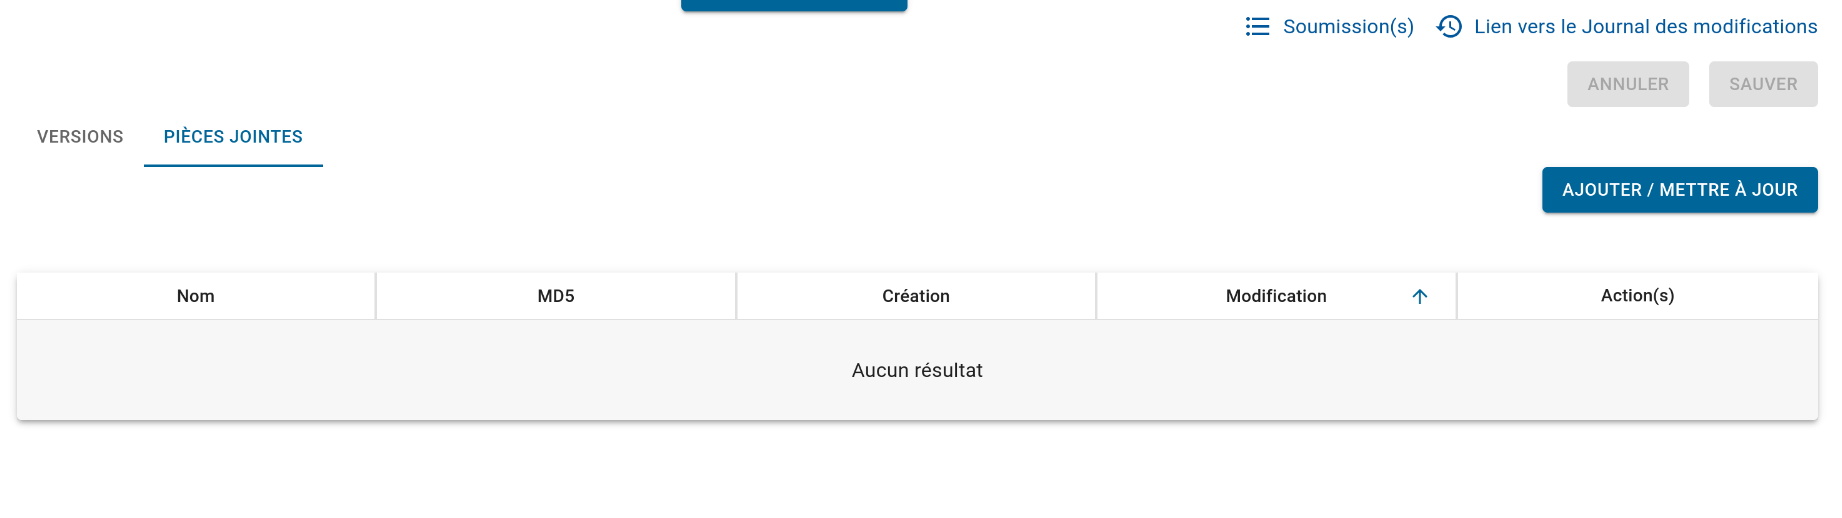 Soumission(s) Lien vers le Journal des modifications
ANNULER SAUVER
VERSIONS PIÈCES JOINTES
AJOUTER / METTRE À JOUR
Nom MD5 Création Modification Action(s)
Aucun résultat